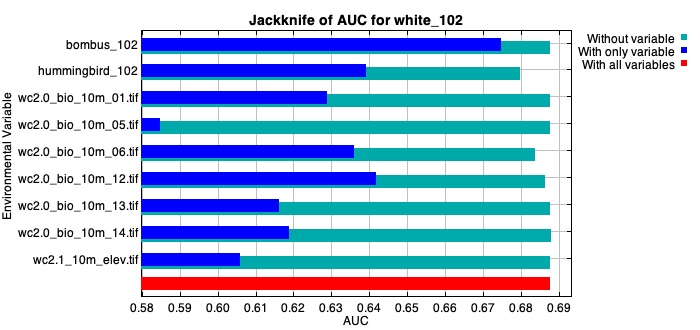 Jackknife of AUC for white_102
Without variable
With only variable
With all variables
Environmental Variable
bombus_102
hummingbird_102
wc2.0_bio_10m_01.tif
wc2.0_bio_10m_05.tif
wc2.0_bio_10m_06.tif
wc2.0_bio_10m_12.tif
wc2.0_bio_10m_13.tif
wc2.0_bio_10m_14.tif
wc2.1_10m_elev.tif
0.58 0.59 0.60 0.61 0.62 0.63 0.64 0.65 0.66 0.67 0.68 0.69
AUC